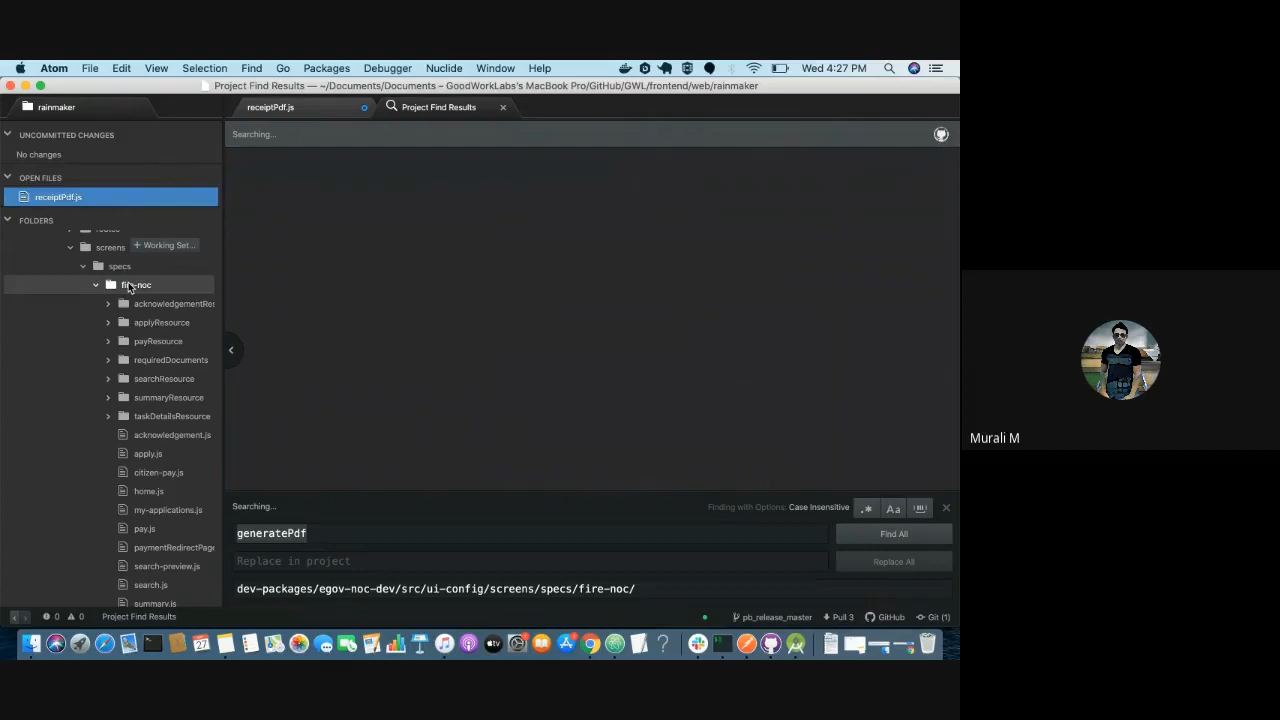 Atom File Edit View Selection Find Go Packages Debugger Nuclide Window Help Wed 4:27 PM
Project Find Results — ~/Documents/Documents – GoodWorkLabs's MacBook Pro/GitHub/GWL/frontend/web/rainmaker
rainmaker
receiptPdf.js
Project Find Results
UNCOMMITTED CHANGES
No changes
OPEN FILES
receiptPdf.js
FOLDERS
screens
+ Working Set...
specs
fire-noc
acknowledgementRes
applyResource
payResource
requiredDocuments
searchResource
summaryResource
taskDetailsResource
acknowledgement.js
apply.js
citizen-pay.js
home.js
my-applications.js
pay.js
paymentRedirectPage
search-preview.js
search.js
summary.js
Searching...
Searching...
Finding with Options: Case Insensitive
.* Aa
generatePdf
Find All
Replace in project
Replace All
dev-packages/egov-noc-dev/src/ui-config/screens/specs/fire-noc/
0 0 Project Find Results
pb_release_master Pull 3 GitHub Git (1)
27
Murali M